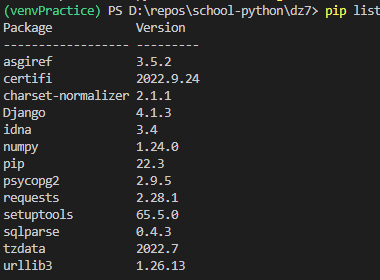 (venvPractice) PS D:\repos\school-python\dz7> pip list
Package Version
------------------ ---------
asgiref 3.5.2
certifi 2022.9.24
charset-normalizer 2.1.1
Django 4.1.3
idna 3.4
numpy 1.24.0
pip 22.3
psycopg2 2.9.5
requests 2.28.1
setuptools 65.5.0
sqlparse 0.4.3
tzdata 2022.7
urllib3 1.26.13